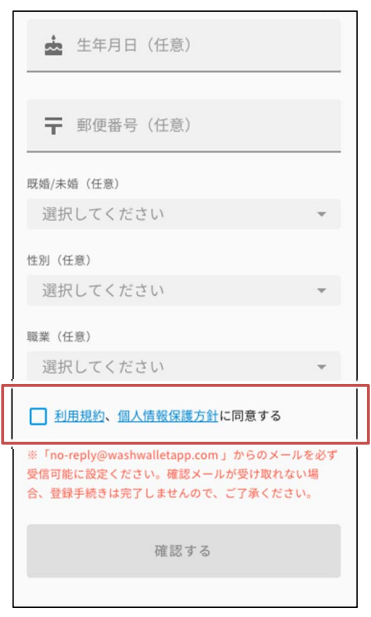 生年月日（任意）
郵便番号（任意）
既婚/未婚（任意）
選択してください
性別（任意）
選択してください
職業（任意）
選択してください
利用規約、個人情報保護方針に同意する
※「no-reply@washwalletapp.com」からのメールを必ず
受信可能に設定ください。確認メールが受け取れない場
合、登録手続きは完了しませんので、ご了承ください。
確認する